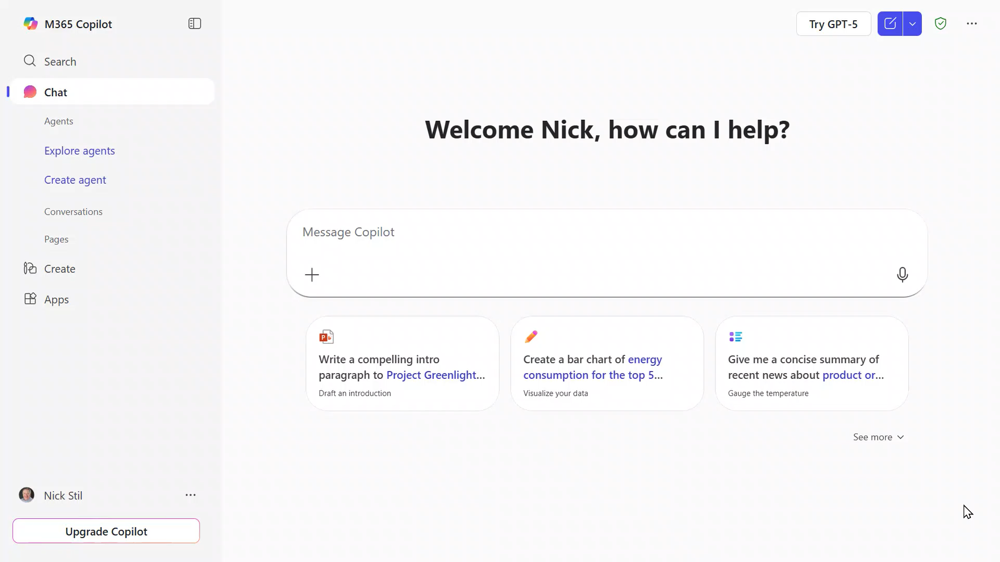 M365 Copilot
Try GPT-5
Search
Chat
Agents
Explore agents
Create agent
Conversations
Pages
Create
Apps
Welcome Nick, how can I help?
Message Copilot
Write a compelling intro
paragraph to Project Greenlight...
Draft an introduction
Create a bar chart of energy
consumption for the top 5...
Visualize your data
Give me a concise summary of
recent news about product or...
Gauge the temperature
See more
Nick Stil
Upgrade Copilot